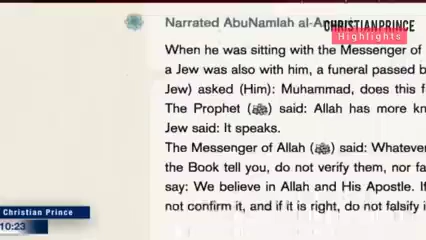 Narrated AbuNamlah al-A
CHRISTIANPRINCE
Highlights
When he was sitting with the Messenger of
a Jew was also with him, a funeral passed b
Jew) asked (Him): Muhammad, does this f
The Prophet (ﷺ) said: Allah has more kn
Jew said: It speaks.
The Messenger of Allah (ﷺ) said: Whatever
the Book tell you, do not verify them, nor fa
say: We believe in Allah and His Apostle. If
not confirm it, and if it is right, do not falsify i
Christian Prince
10:23